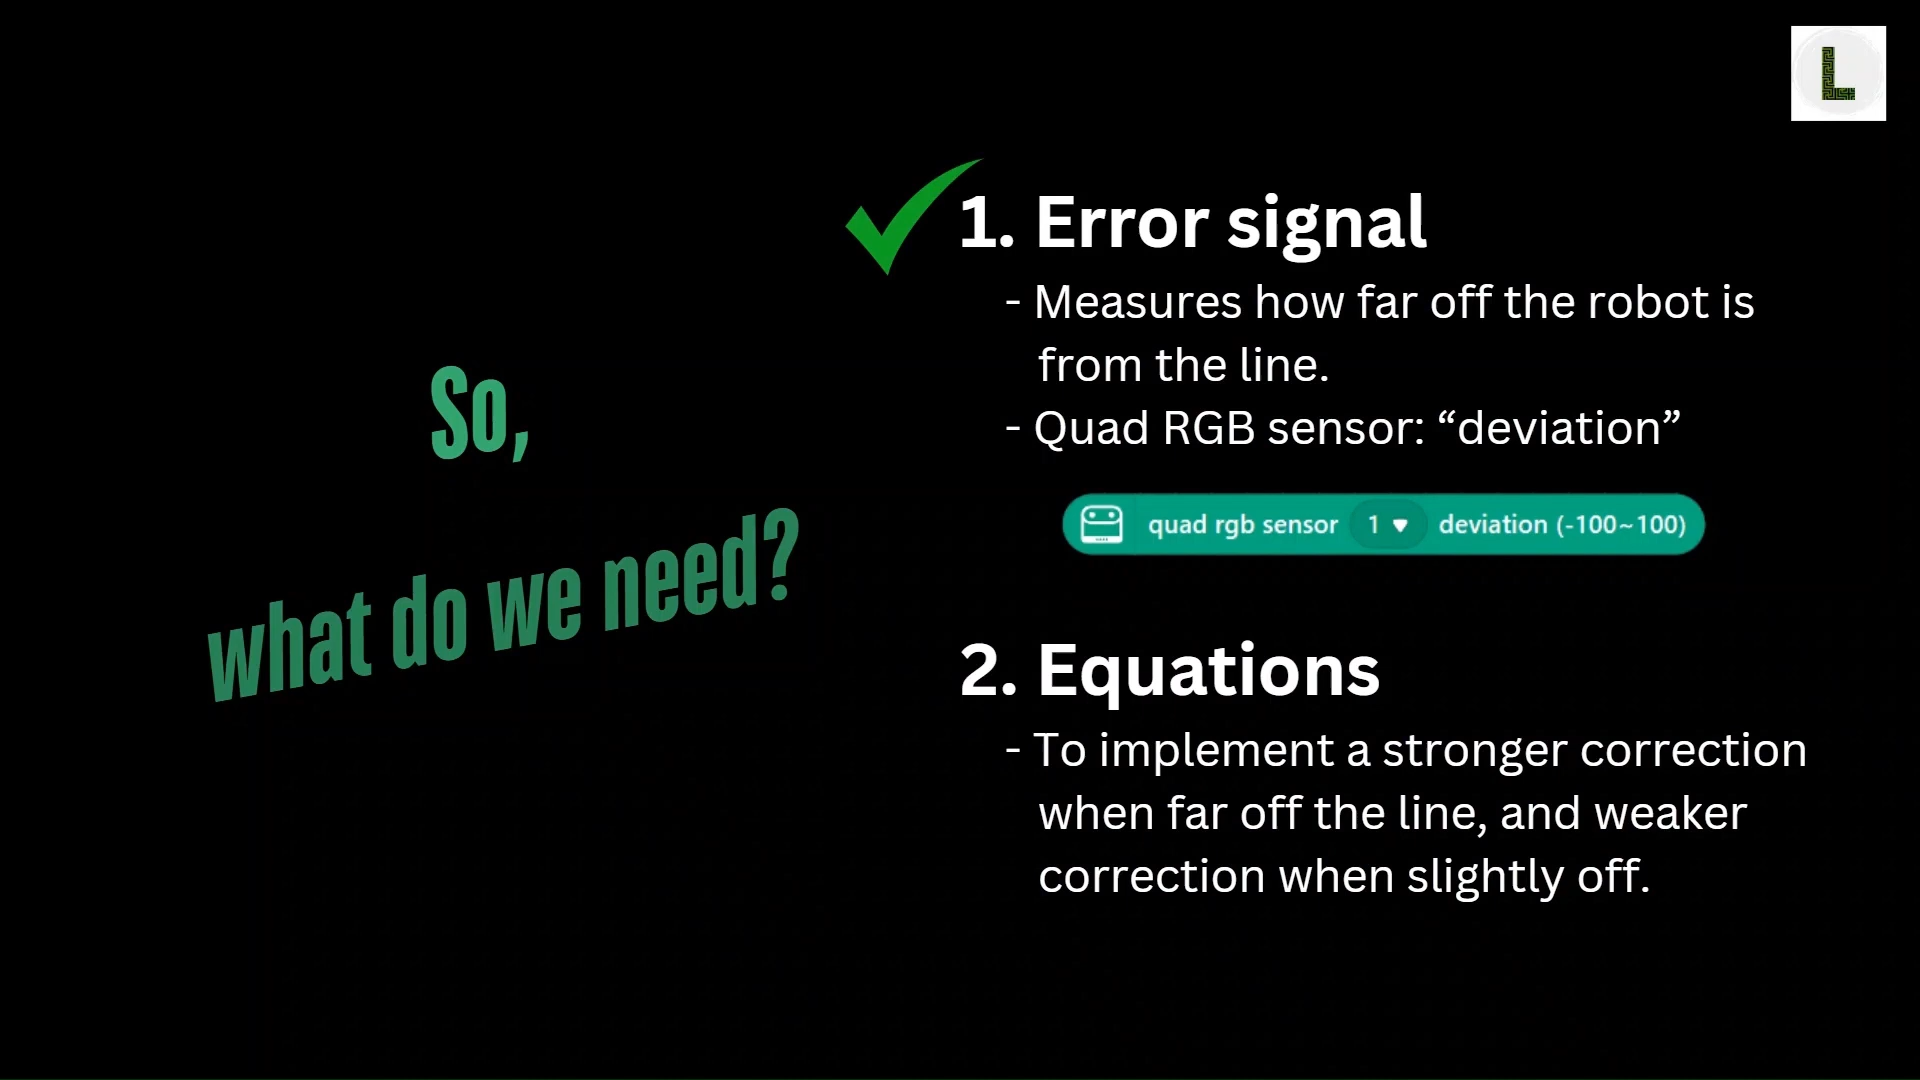 So,
what do we need?
1. Error signal
- Measures how far off the robot is
from the line.
- Quad RGB sensor: “deviation”
quad rgb sensor 1 deviation (-100~100)
2. Equations
- To implement a stronger correction
when far off the line, and weaker
correction when slightly off.
L